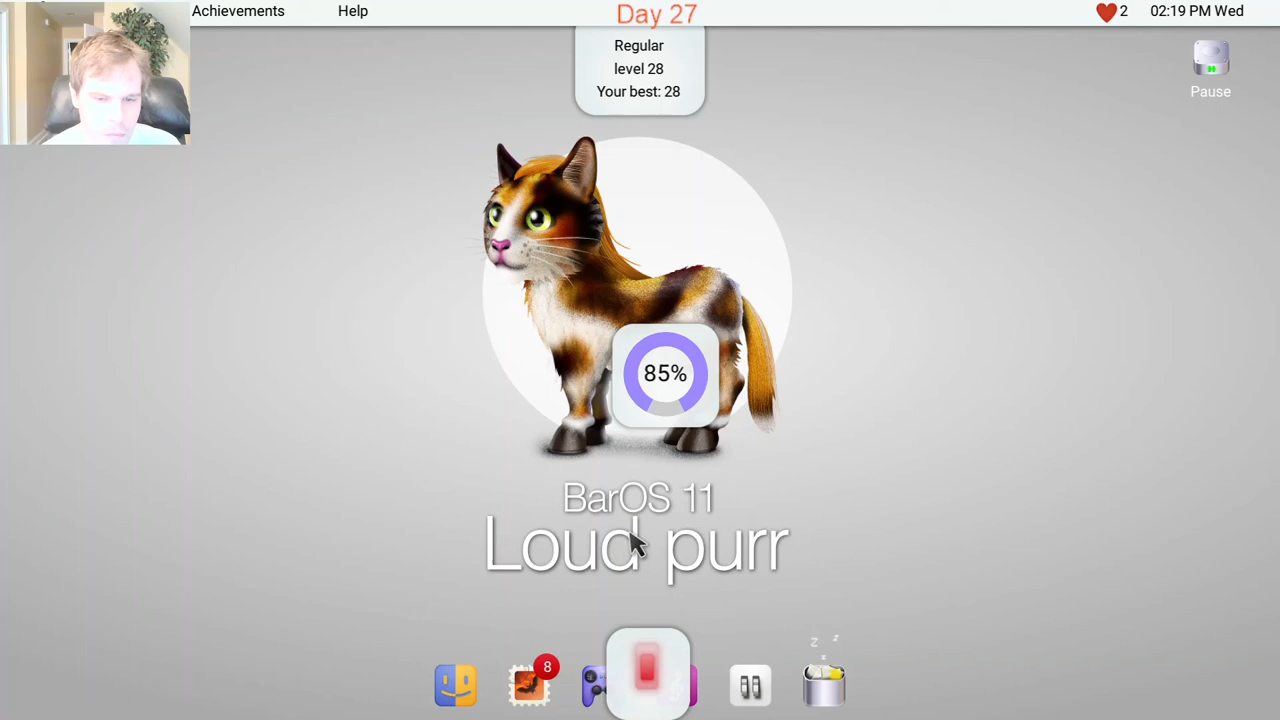 Achievements
Help
Day 27
2
02:19 PM Wed
Regular
level 28
Your best: 28
Pause
85%
BarOS 11
Loud purr
z z
z
8